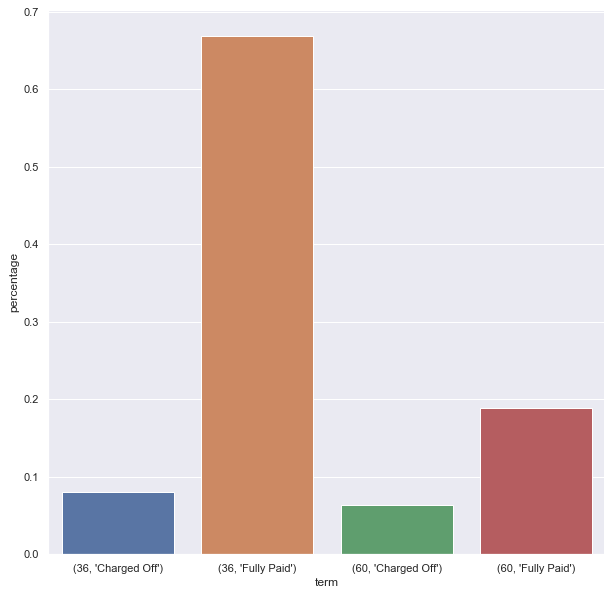 0.7
0.6
0.5
0.4
0.3
0.2
0.1
0.0
percentage
(36, 'Charged Off')
(36, 'Fully Paid')
(60, 'Charged Off')
(60, 'Fully Paid')
term